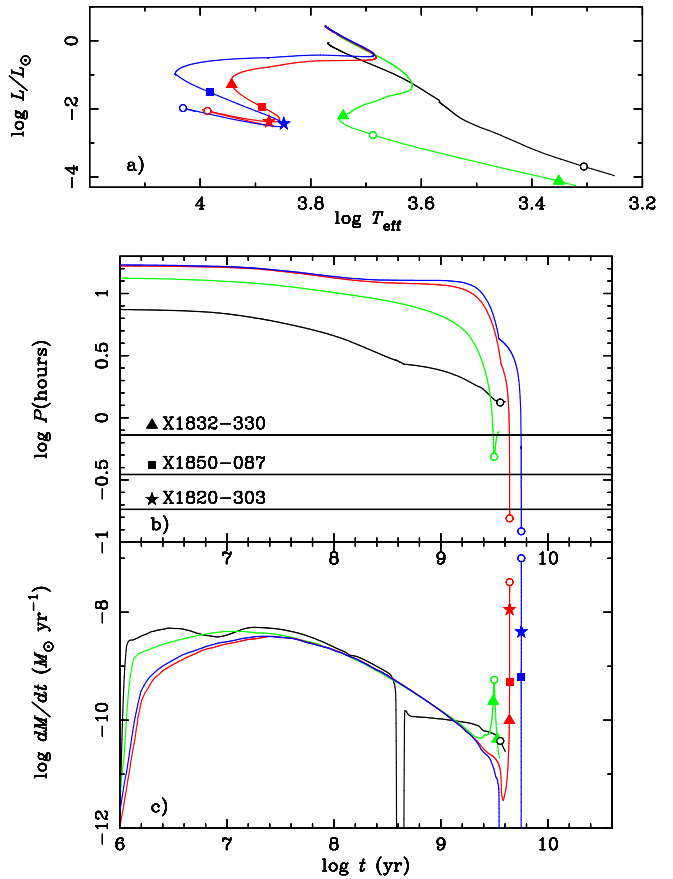 0
−2
−4
log L/L☉
a)
4
3.8
3.6
3.4
3.2
log Teff
1
0.5
0
−0.5
−1
log P(hours)
X1832−330
X1850−087
X1820−303
b)
7
8
9
10
−8
−10
−12
log dM/dt (M☉ yr⁻¹)
c)
6
7
8
9
10
log t (yr)